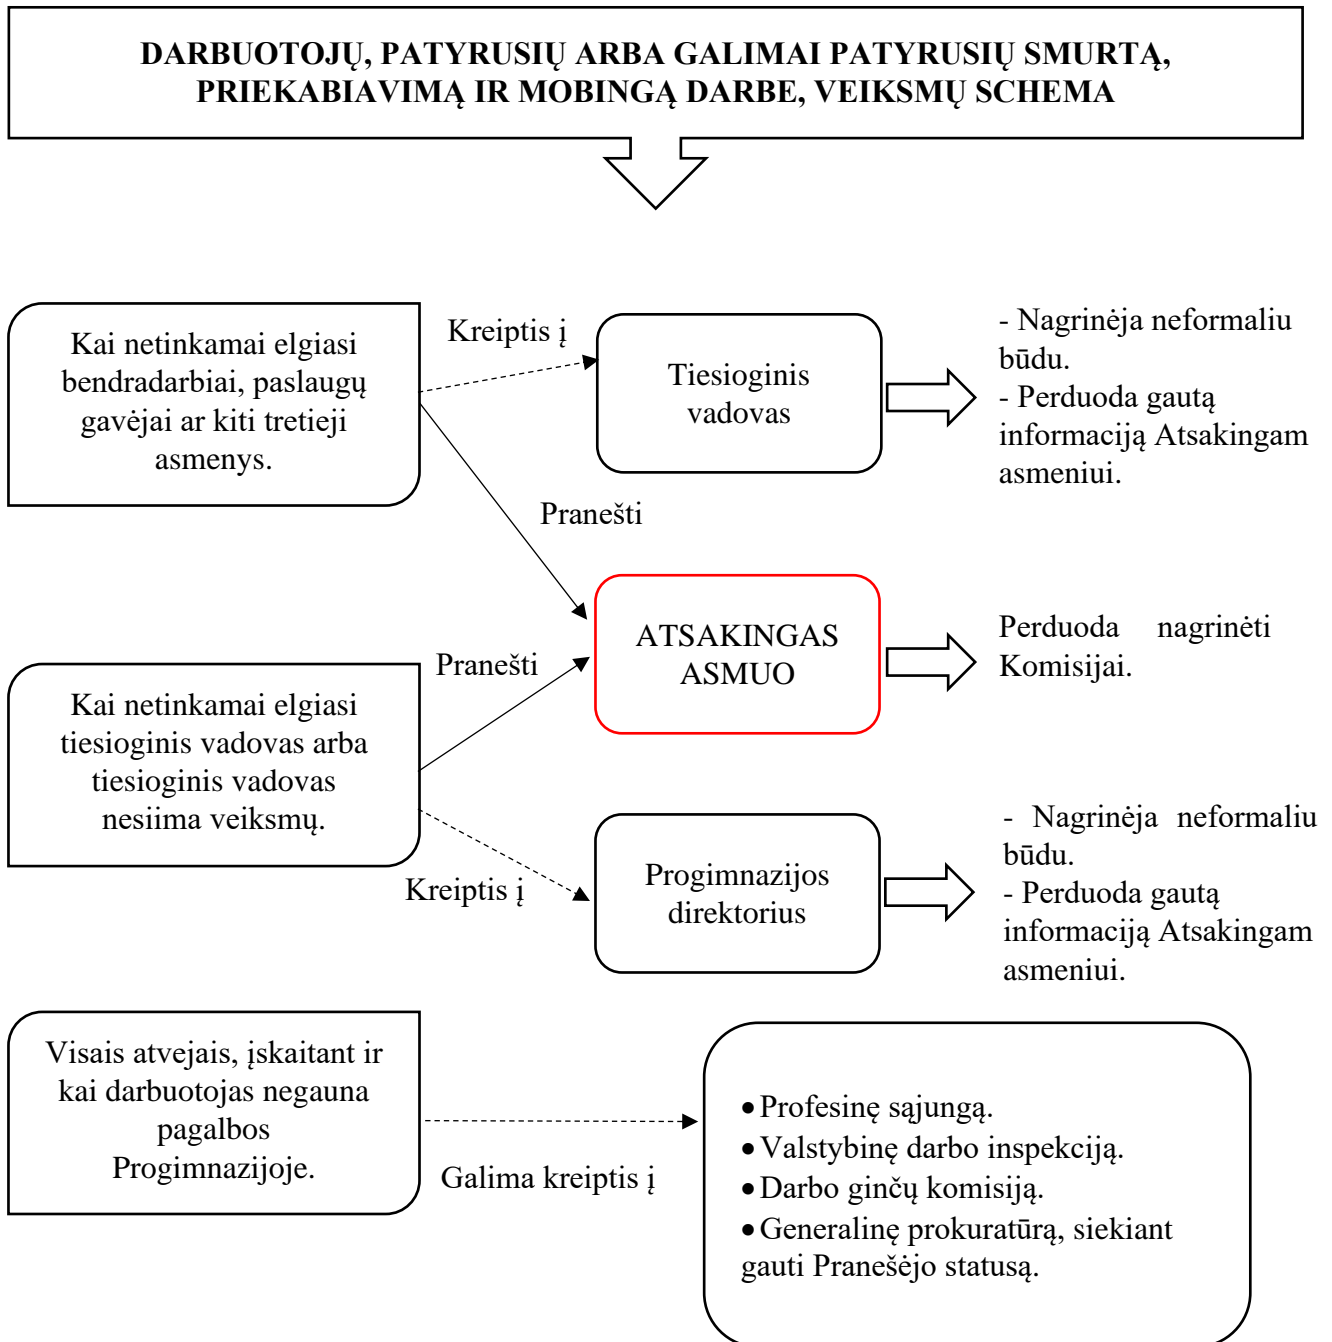 DARBUOTOJŲ, PATYRUSIŲ ARBA GALIMAI PATYRUSIŲ SMURTĄ,
PRIEKABIAVIMĄ IR MOBINGĄ DARBE, VEIKSMŲ SCHEMA
Kai netinkamai elgiasi
bendradarbiai, paslaugų
gavėjai ar kiti tretieji
asmenys.
Kreiptis į
Tiesioginis
vadovas
- Nagrinėja neformaliu
būdu.
- Perduoda gautą
informaciją Atsakingam
asmeniui.
Pranešti
ATSAKINGAS
ASMUO
Perduoda nagrinėti
Komisijai.
Pranešti
Kai netinkamai elgiasi
tiesioginis vadovas arba
tiesioginis vadovas
nesiima veiksmų.
Kreiptis į
Progimnazijos
direktorius
- Nagrinėja neformaliu
būdu.
- Perduoda gautą
informaciją Atsakingam
asmeniui.
Visais atvejais, įskaitant ir
kai darbuotojas negauna
pagalbos
Progimnazijoje.
Galima kreiptis į
• Profesinę sąjungą.
• Valstybinę darbo inspekciją.
• Darbo ginčų komisiją.
• Generalinę prokuratūrą, siekiant
gauti Pranešėjo statusą.